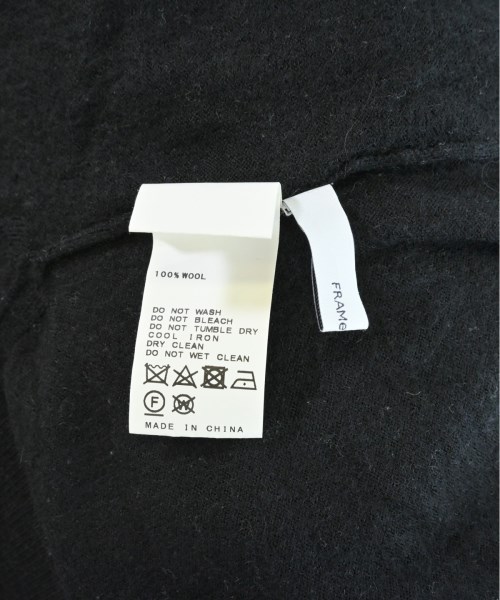 100% WOOL
DO NOT WASH
DO NOT BLEACH
DO NOT TUMBLE DRY
COOL IRON
DRY CLEAN
DO NOT WET CLEAN
F W
MADE IN CHINA
FRAMe